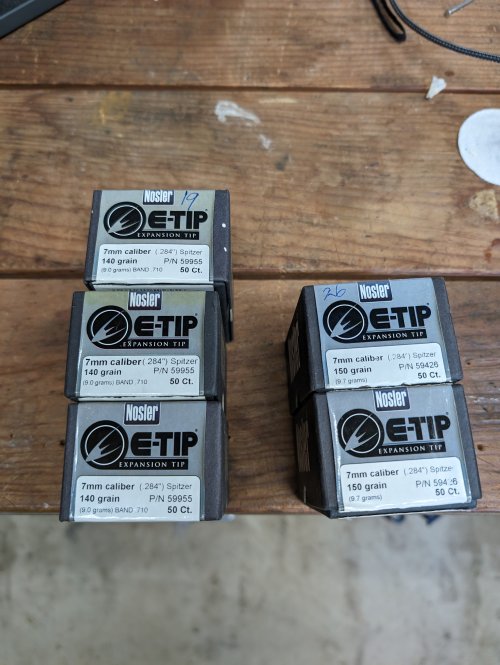 Nosler 19
E-TIP
EXPANSION TIP
7mm caliber (.284") Spitzer
140 grain P/N 59955
(9.0 grams) BAND .710 50 Ct.
Nosler
E-TIP
EXPANSION TIP
7mm caliber (.284") Spitzer
140 grain P/N 59955
(9.0 grams) BAND .710 50 Ct.
Nosler
E-TIP
EXPANSION TIP
7mm caliber (.284") Spitzer
140 grain P/N 59955
(9.0 grams) BAND .710 50 Ct.
26 Nosler
E-TIP
EXPANSION TIP
7mm caliber (.284") Spitzer
150 grain P/N 59426
(9.7 grams) 50 Ct.
Nosler
E-TIP
EXPANSION TIP
7mm caliber (.284") Spitzer
150 grain P/N 59426
(9.7 grams) 50 Ct.